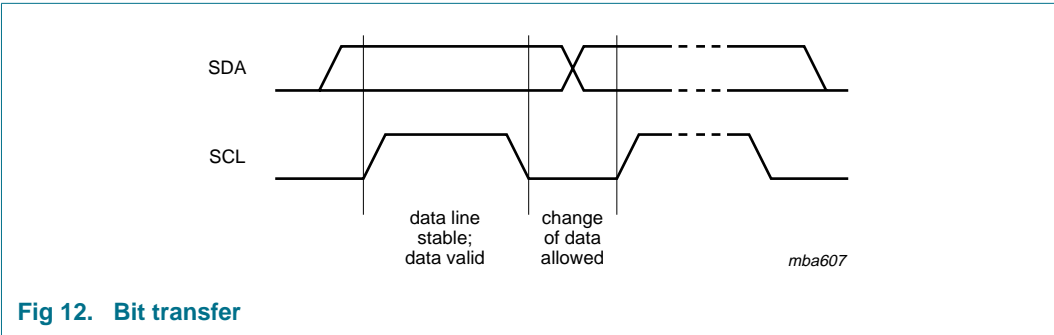 SDA
SCL
data line
stable;
data valid
change
of data
allowed
mba607
Fig 12. Bit transfer